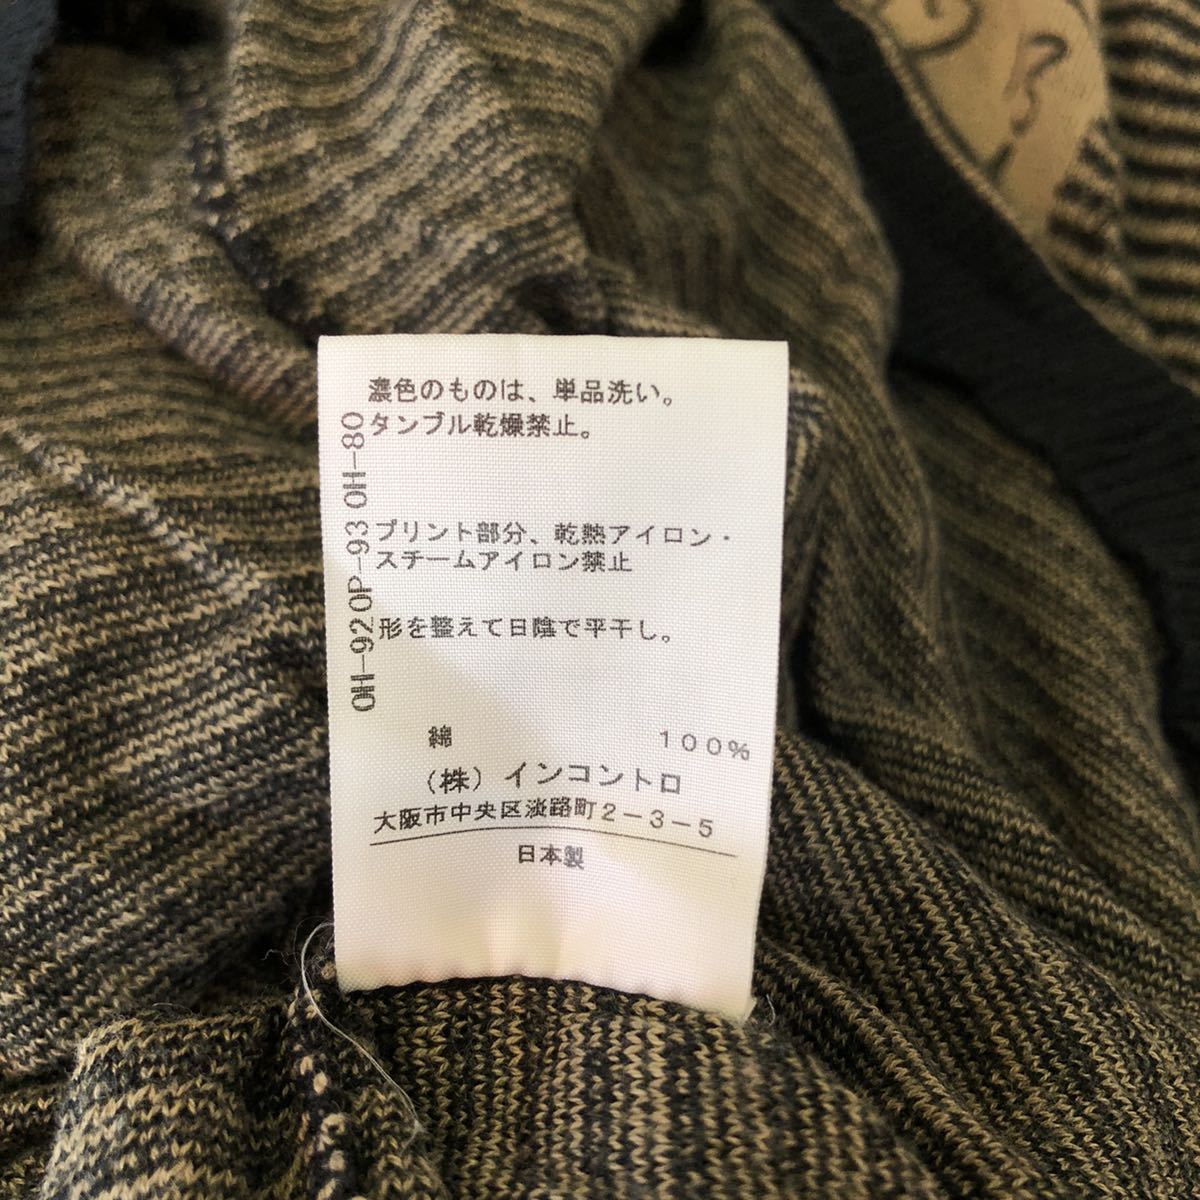 濃色のものは、単品洗い。
タンブル乾燥禁止。
プリント部分、乾熱アイロン・
スチームアイロン禁止
形を整えて日陰で平干し。
綿 １００％
（株）インコントロ
大阪市中央区淡路町２－３－５
日本製
OH-92 OP-93 OH-80